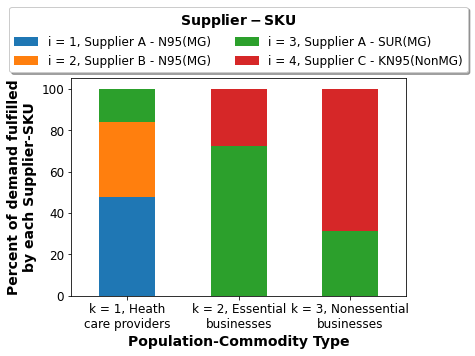 Supplier − SKU
i = 1, Supplier A - N95(MG)
i = 2, Supplier B - N95(MG)
i = 3, Supplier A - SUR(MG)
i = 4, Supplier C - KN95(NonMG)
Percent of demand fulfilled
by each Supplier-SKU
100
80
60
40
20
0
k = 1, Heath
care providers
k = 2, Essential
businesses
k = 3, Nonessential
businesses
Population-Commodity Type